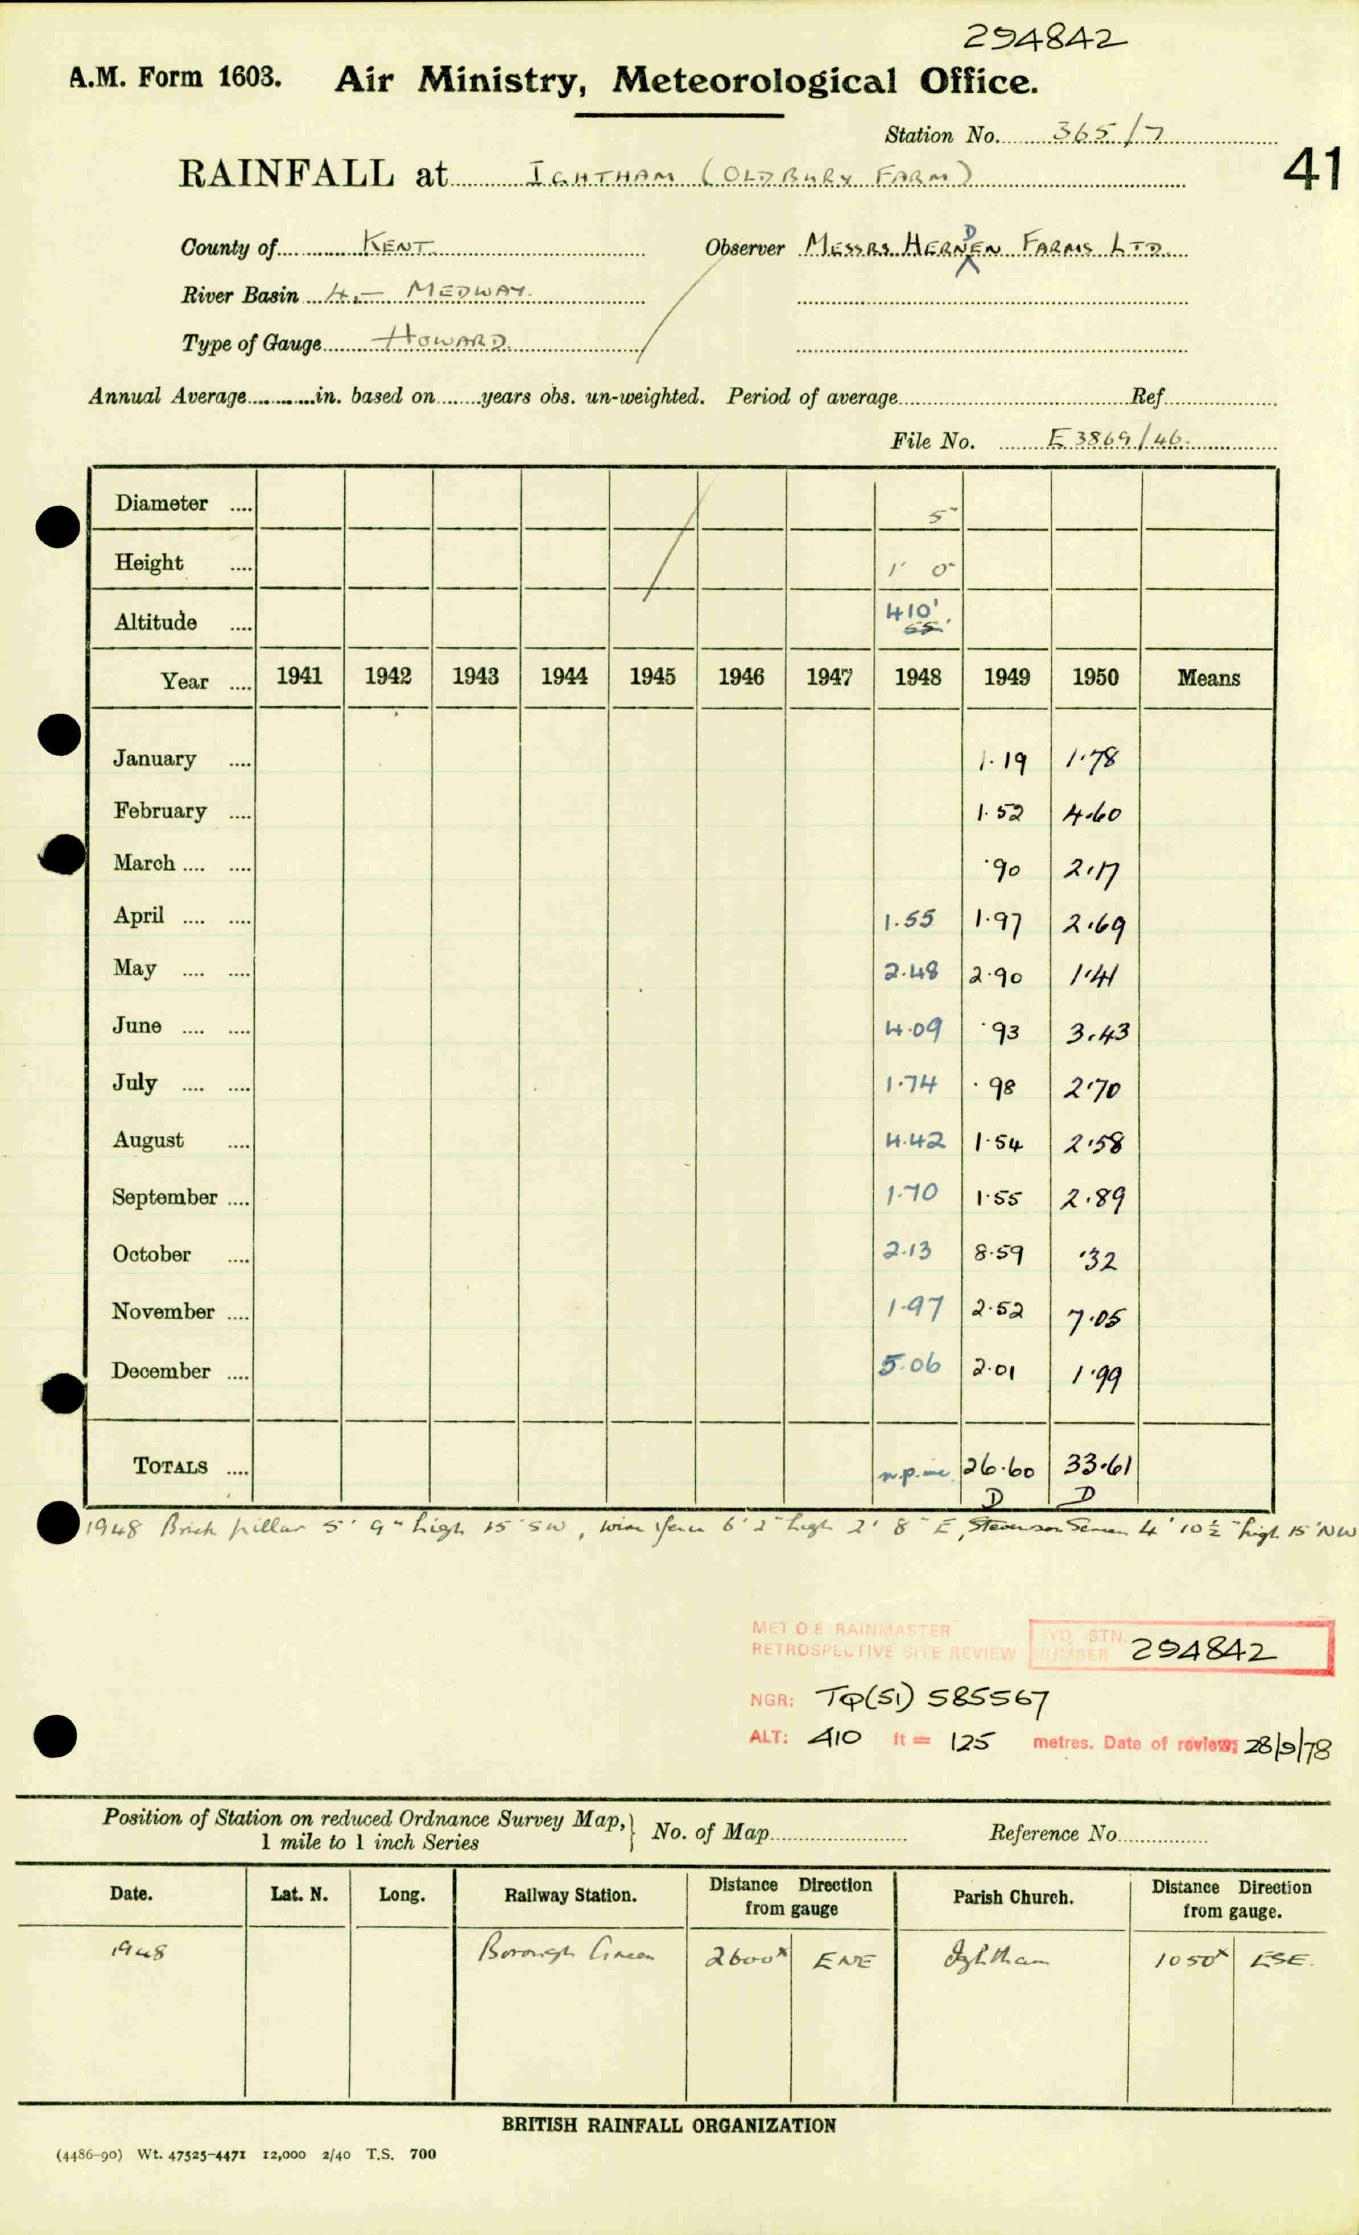 294842
A.M. Form 1603. Air Ministry, Meteorological Office.
Station No. 365/7
41
RAINFALL at IGHTHAM (OLDBURY FARM)
County of KENT Observer MESSRS HERNDEN FARMS LTD.
River Basin 4.— MEDWAY.
Type of Gauge HOWARD.
Annual Average............in. based on........years obs. un-weighted. Period of average............ Ref............
File No. E3869/46.
Diameter .... 5"
Height .... 1' 0"
Altitude .... 410'
55'
Year .... 1941 1942 1943 1944 1945 1946 1947 1948 1949 1950 Means
January .... 1.19 1.78
February .... 1.52 4.60
March .... .... .90 2.17
April .... .... 1.55 1.97 2.69
May .... .... 2.48 2.90 1.41
June .... .... 4.09 .93 3.43
July .... .... 1.74 .98 2.70
August .... 4.42 1.54 2.58
September .... 1.70 1.55 2.89
October .... 2.13 8.59 .32
November .... 1.97 2.52 7.05
December .... 5.06 2.01 1.99
TOTALS .... n.p. inc. 26.60 33.61
D D
1948 Brick pillar 5' 9" high 15' SW, wire fence 6' 2" high 2' 8" E, Stevenson Screen 4' 10½" high 15' NW
MET.O.8 RAINMASTER
RETROSPECTIVE SITE REVIEW
HYD. STN. NUMBER 294842
NGR: TQ(51) 585567
ALT: 410 ft = 125 metres. Date of review: 28/9/78
Position of Station on reduced Ordnance Survey Map,
1 mile to 1 inch Series
No. of Map............ Reference No............
Date. Lat. N. Long. Railway Station. Distance Direction
from gauge
Parish Church. Distance Direction
from gauge.
1948 Borough Green 2600x ENE Ightham 1050x ESE.
BRITISH RAINFALL ORGANIZATION
(4486-90) Wt. 47525-4471 12,000 2/40 T.S. 700